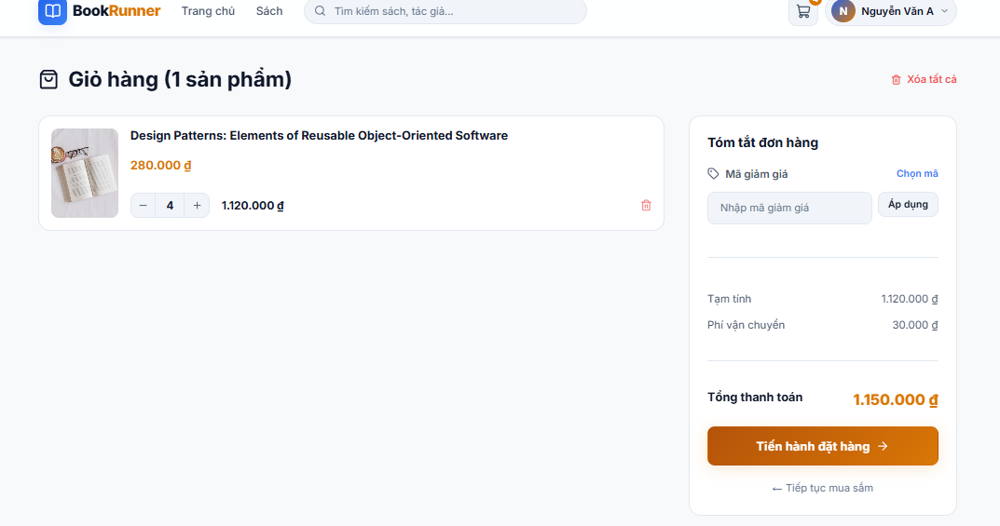 BookRunner
Trang chủ
Sách
Tìm kiếm sách, tác giả...
N
Nguyễn Văn A
Giỏ hàng (1 sản phẩm)
Xóa tất cả
Design Patterns: Elements of Reusable Object-Oriented Software
280.000 ₫
− 4 + 1.120.000 ₫
Tóm tắt đơn hàng
Mã giảm giá
Chọn mã
Nhập mã giảm giá
Áp dụng
Tạm tính 1.120.000 ₫
Phí vận chuyển 30.000 ₫
Tổng thanh toán 1.150.000 ₫
Tiến hành đặt hàng →
← Tiếp tục mua sắm